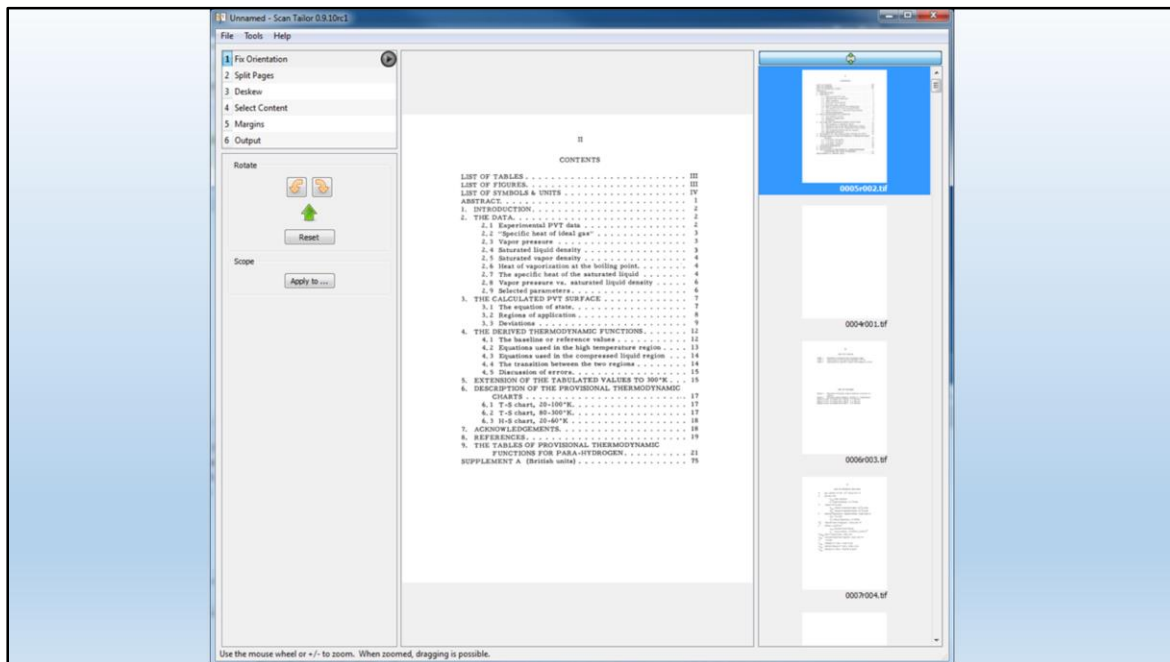 Unnamed - Scan Tailor 0.9.10rc1
File Tools Help
1 Fix Orientation
2 Split Pages
3 Deskew
4 Select Content
5 Margins
6 Output
Rotate
Reset
Scope
Apply to ...
II
CONTENTS
LIST OF TABLES . . . . . . . . . . . . . . . . . . . . . . . . III
LIST OF FIGURES. . . . . . . . . . . . . . . . . . . . . . . . III
LIST OF SYMBOLS & UNITS . . . . . . . . . . . . . . . . . . IV
ABSTRACT. . . . . . . . . . . . . . . . . . . . . . . . . . . 1
1. INTRODUCTION. . . . . . . . . . . . . . . . . . . . . . . 2
2. THE DATA. . . . . . . . . . . . . . . . . . . . . . . . . 2
2.1 Experimental PVT data . . . . . . . . . . . . . . . . 2
2.2 "Specific heat of ideal gas" . . . . . . . . . . . . . 3
2.3 Vapor pressure . . . . . . . . . . . . . . . . . . . 3
2.4 Saturated liquid density . . . . . . . . . . . . . . . 3
2.5 Saturated vapor density . . . . . . . . . . . . . . . 4
2.6 Heat of vaporization at the boiling point. . . . . . . . 4
2.7 The specific heat of the saturated liquid . . . . . . . 4
2.8 Vapor pressure vs. saturated liquid density . . . . . . 6
2.9 Selected parameters. . . . . . . . . . . . . . . . . . 6
3. THE CALCULATED PVT SURFACE . . . . . . . . . . . . . . 7
3.1 The equation of state. . . . . . . . . . . . . . . . . 7
3.2 Regions of application . . . . . . . . . . . . . . . . 8
3.3 Deviations . . . . . . . . . . . . . . . . . . . . . 9
4. THE DERIVED THERMODYNAMIC FUNCTIONS. . . . . . . 12
4.1 The baseline or reference values . . . . . . . . . . . 12
4.2 Equations used in the high temperature region . . . . 13
4.3 Equations used in the compressed liquid region . . . 14
4.4 The transition between the two regions . . . . . . . . 14
4.5 Discussion of errors. . . . . . . . . . . . . . . . . 15
5. EXTENSION OF THE TABULATED VALUES TO 300°K . . . 15
6. DESCRIPTION OF THE PROVISIONAL THERMODYNAMIC
CHARTS . . . . . . . . . . . . . . . . . . . . . . . 17
6.1 T-S chart, 20-100°K. . . . . . . . . . . . . . . . . 17
6.2 T-S chart, 80-300°K. . . . . . . . . . . . . . . . . 17
6.3 H-S chart, 20-60°K . . . . . . . . . . . . . . . . . 18
7. ACKNOWLEDGEMENTS. . . . . . . . . . . . . . . . . . . 18
8. REFERENCES. . . . . . . . . . . . . . . . . . . . . . . 19
9. THE TABLES OF PROVISIONAL THERMODYNAMIC
FUNCTIONS FOR PARA-HYDROGEN. . . . . . . . . . . 21
SUPPLEMENT A (British units) . . . . . . . . . . . . . . . . 75
0005r002.tif
0004r001.tif
0006r003.tif
0007r004.tif
Use the mouse wheel or +/- to zoom. When zoomed, dragging is possible.